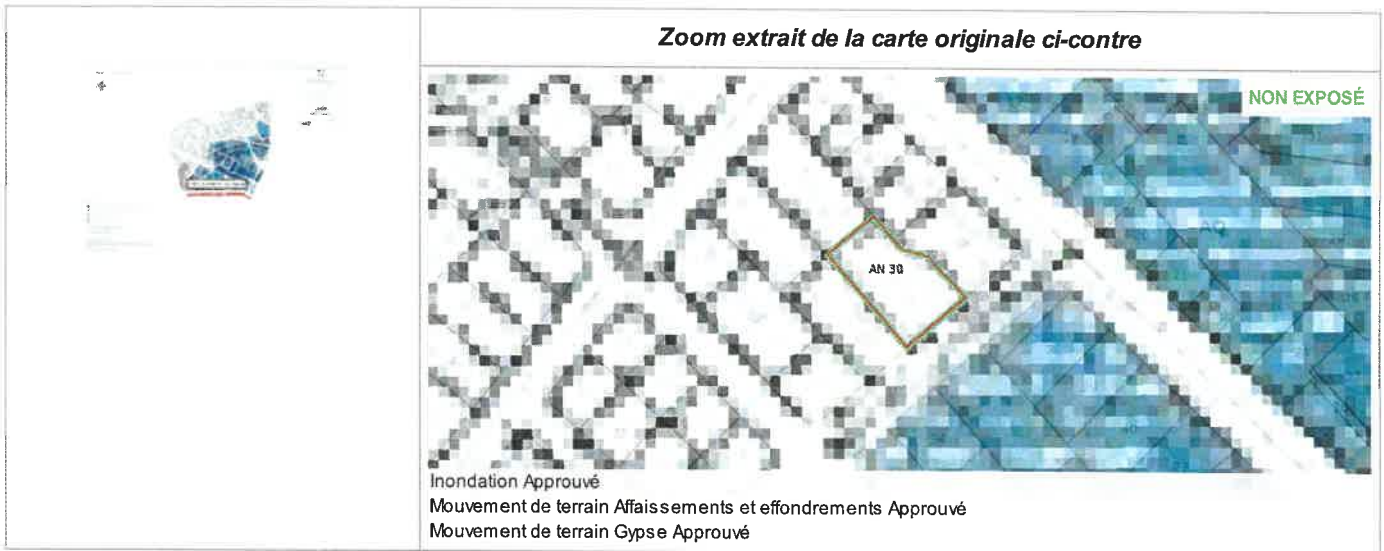 Zoom extrait de la carte originale ci-contre
NON EXPOSÉ
AN 30
Inondation Approuvé
Mouvement de terrain Affaissements et effondrements Approuvé
Mouvement de terrain Gypse Approuvé